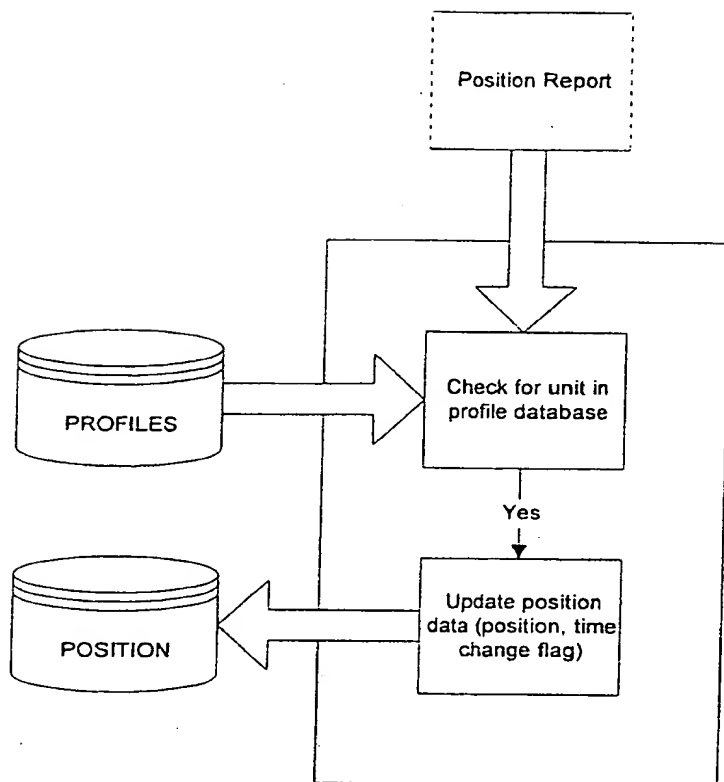 Position Report
Check for unit in
profile database
PROFILES
Yes
Update position
data (position, time
change flag)
POSITION